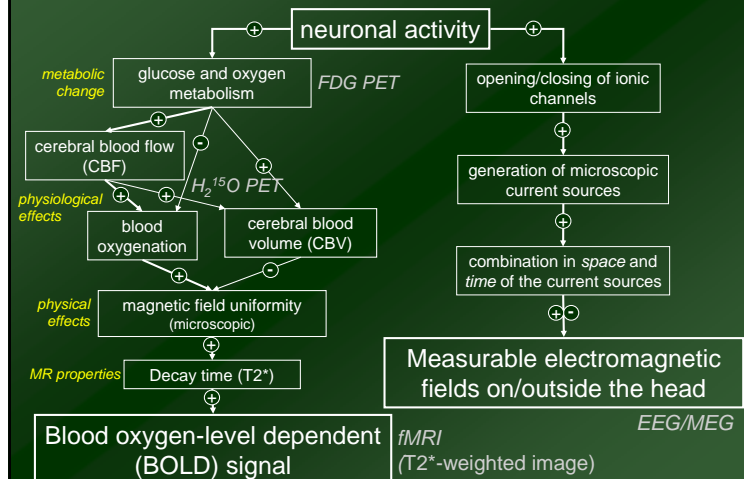 neuronal activity
+
+
metabolic
change
glucose and oxygen
metabolism
FDG PET
opening/closing of ionic
channels
+
-
+
+
cerebral blood flow
(CBF)
generation of microscopic
current sources
H₂¹⁵O PET
physiological
effects
+
+
+
blood
oxygenation
cerebral blood
volume (CBV)
combination in space and
time of the current sources
+
-
+-
physical
effects
magnetic field uniformity
(microscopic)
+
MR properties
Decay time (T2*)
Measurable electromagnetic
fields on/outside the head
+
EEG/MEG
Blood oxygen-level dependent
(BOLD) signal
fMRI
(T2*-weighted image)